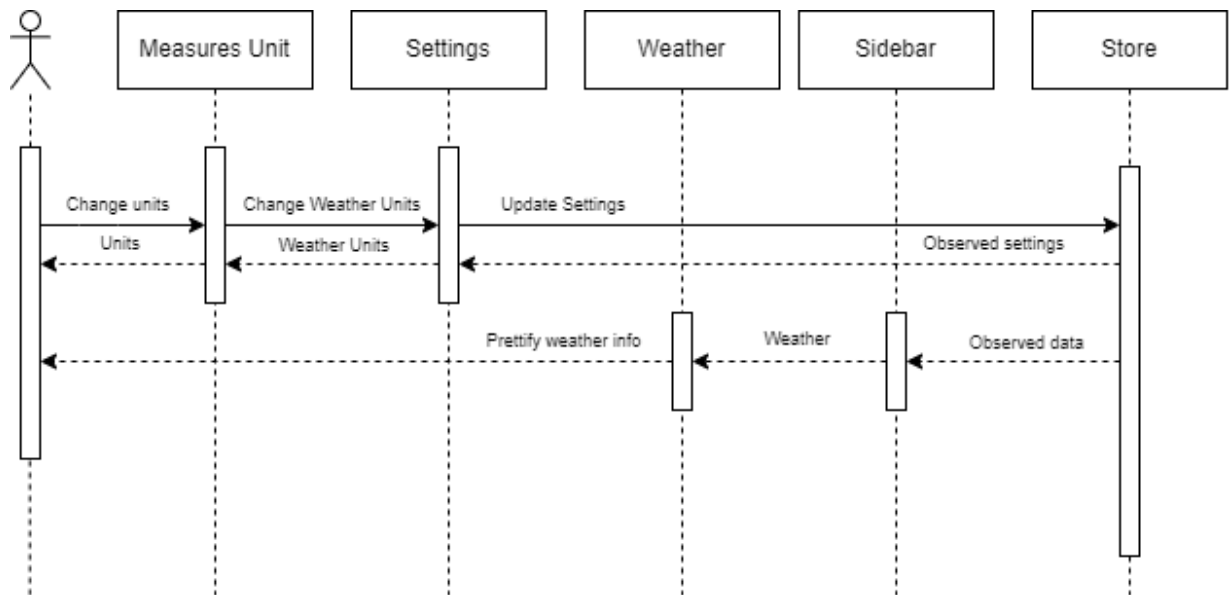 Measures Unit
Settings
Weather
Sidebar
Store
Change units
Change Weather Units
Update Settings
Units
Weather Units
Observed settings
Prettify weather info
Weather
Observed data